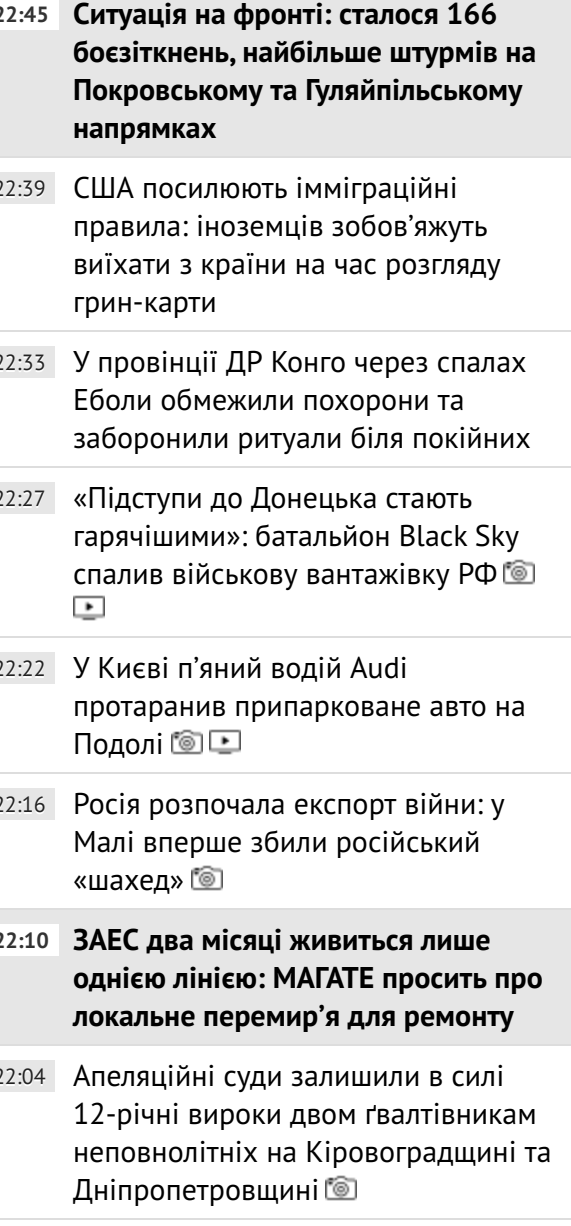 22:45 Ситуація на фронті: сталося 166
боєзіткнень, найбільше штурмів на
Покровському та Гуляйпільському
напрямках
22:39 США посилюють імміграційні
правила: іноземців зобов’яжуть
виїхати з країни на час розгляду
грин-карти
22:33 У провінції ДР Конго через спалах
Еболи обмежили похорони та
заборонили ритуали біля покійних
22:27 «Підступи до Донецька стають
гарячішими»: батальйон Black Sky
спалив військову вантажівку РФ
22:22 У Києві п’яний водій Audi
протаранив припарковане авто на
Подолі
22:16 Росія розпочала експорт війни: у
Малі вперше збили російський
«шахед»
22:10 ЗАЕС два місяці живиться лише
однією лінією: МАГАТЕ просить про
локальне перемир’я для ремонту
22:04 Апеляційні суди залишили в силі
12-річні вироки двом ґвалтівникам
неповнолітніх на Кіровоградщині та
Дніпропетровщині